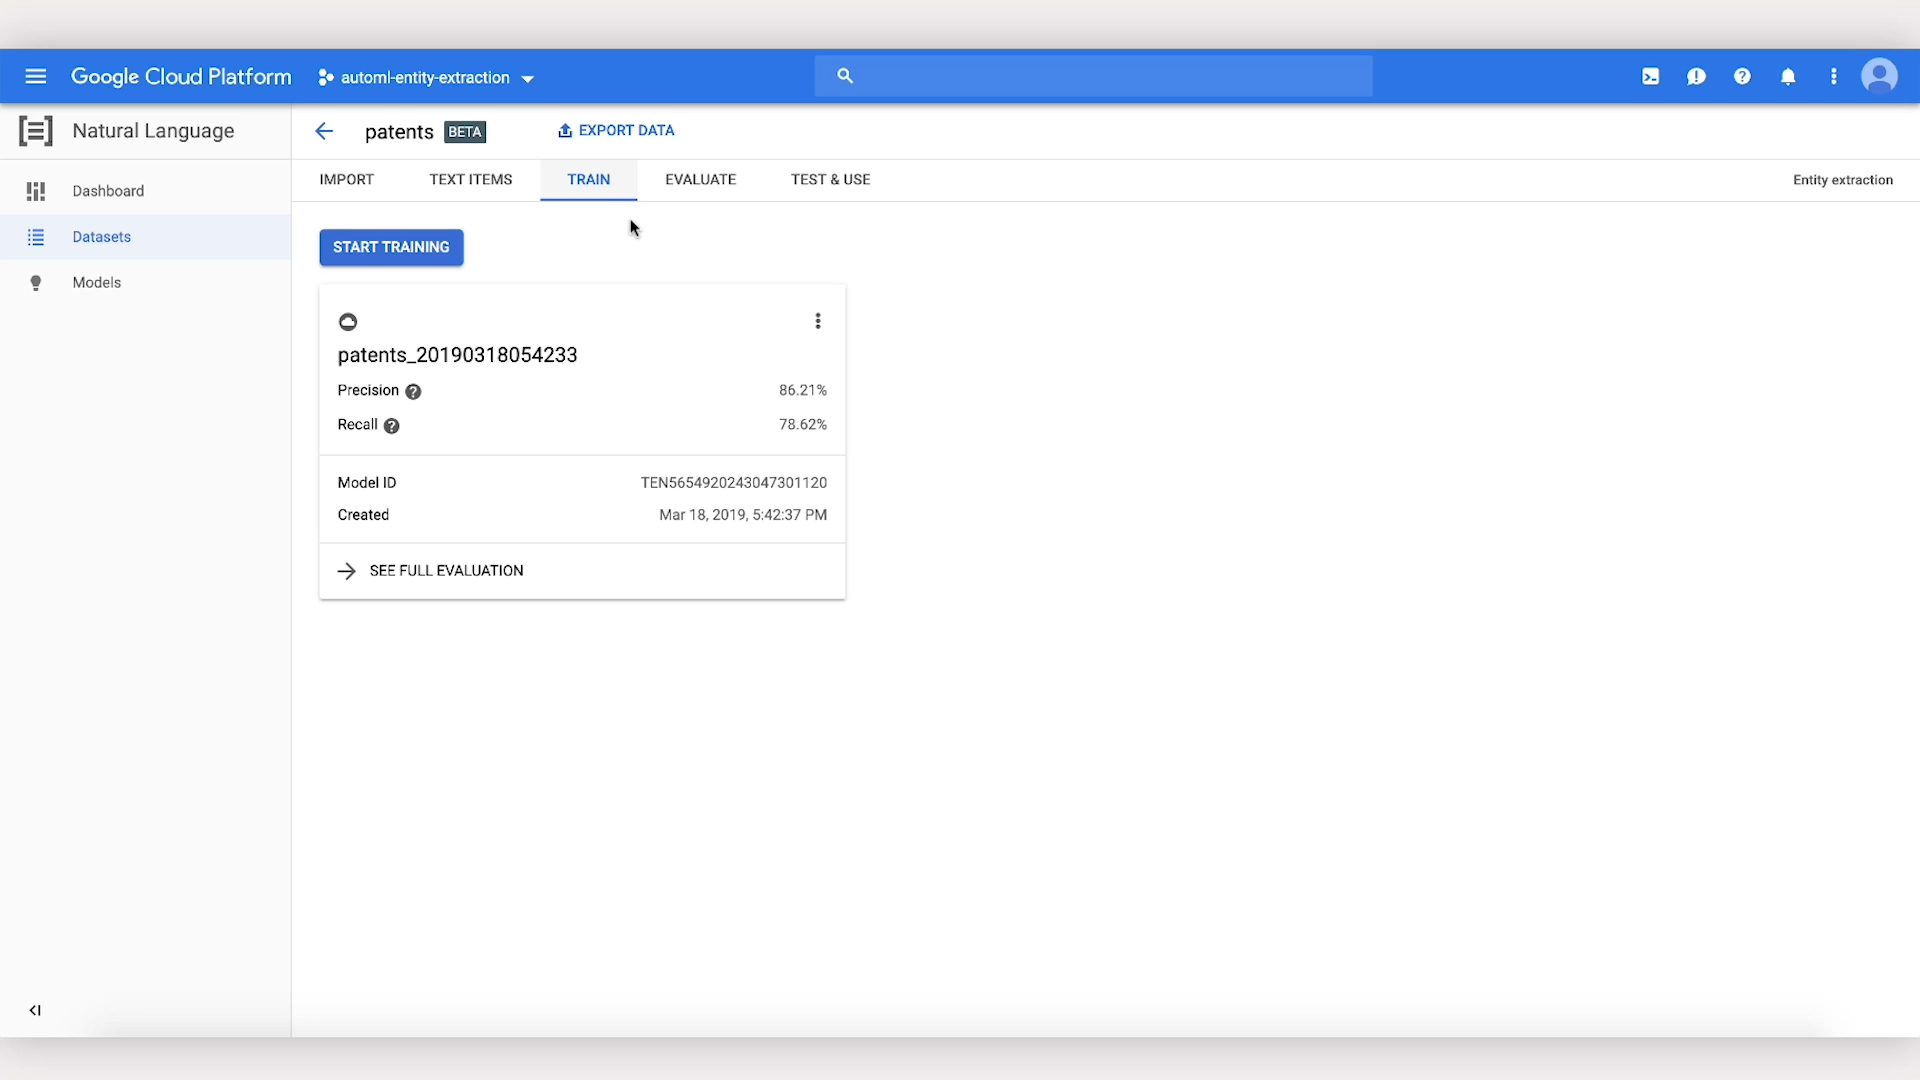 Google Cloud Platform
automl-entity-extraction
Natural Language
patents BETA
EXPORT DATA
IMPORT
TEXT ITEMS
TRAIN
EVALUATE
TEST & USE
Entity extraction
Dashboard
Datasets
Models
START TRAINING
patents_20190318054233
Precision 86.21%
Recall 78.62%
Model ID TEN5654920243047301120
Created Mar 18, 2019, 5:42:37 PM
SEE FULL EVALUATION